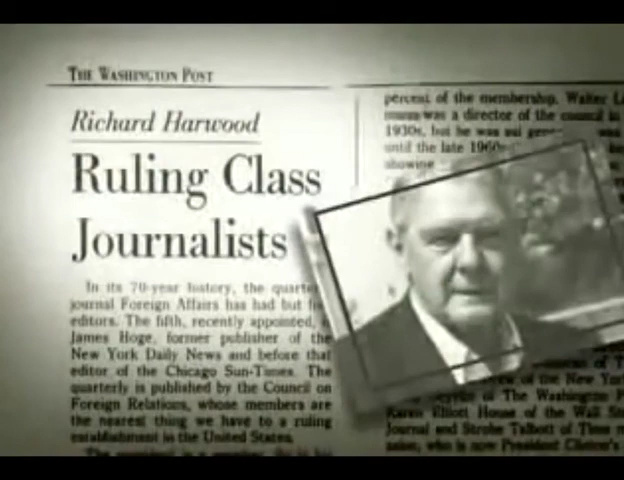 THE WASHINGTON POST
Richard Harwood
Ruling Class
Journalists
In its 70-year history, the quarter
journal Foreign Affairs has had but
editors. The fifth, recently appointed,
James Hoge, former publisher of the
New York Daily News and before that
editor of the Chicago Sun-Times. The
quarterly is published by the Council on
Foreign Relations, whose members are
the nearest thing we have to a ruling
establishment in the United States.
percent of the membership. Walter
was a director of the council in
1930s, but he was and
until the late 1960
showing
of T
of the New York
of The Washington P
Karen Elliott House of the Wall St
Journal and Strobe Talbott of Time
who is now President Clinton's